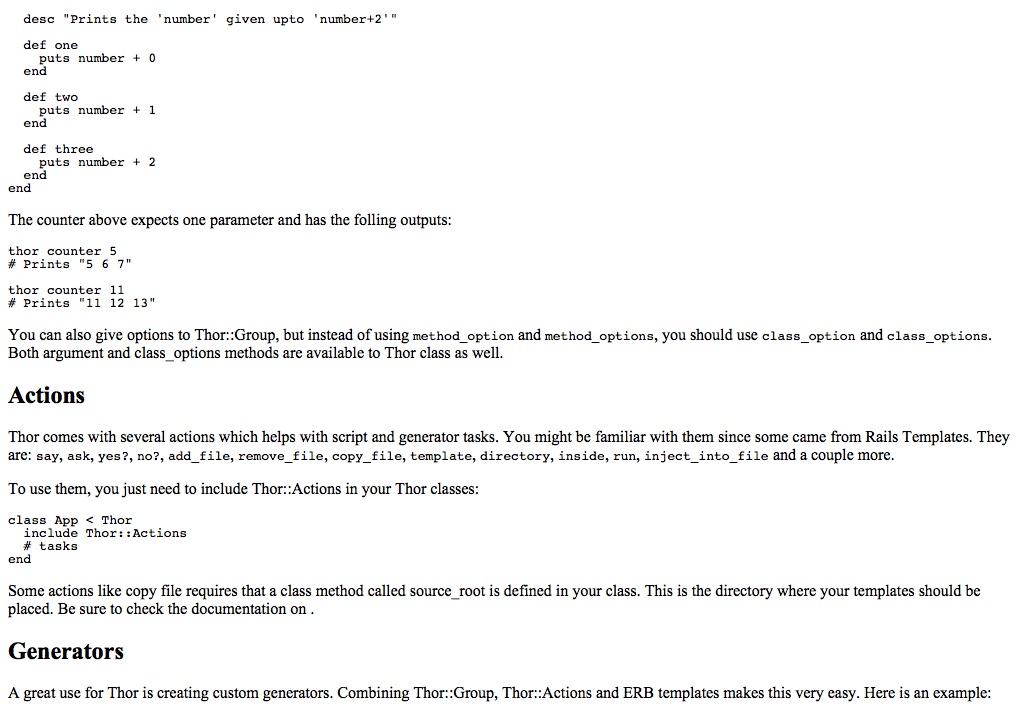 desc "Prints the 'number' given upto 'number+2'"
def one
puts number + 0
end
def two
puts number + 1
end
def three
puts number + 2
end
end
The counter above expects one parameter and has the folling outputs:
thor counter 5
# Prints "5 6 7"
thor counter 11
# Prints "11 12 13"
You can also give options to Thor::Group, but instead of using method_option and method_options, you should use class_option and class_options.
Both argument and class_options methods are available to Thor class as well.
Actions
Thor comes with several actions which helps with script and generator tasks. You might be familiar with them since some came from Rails Templates. They
are: say, ask, yes?, no?, add_file, remove_file, copy_file, template, directory, inside, run, inject_into_file and a couple more.
To use them, you just need to include Thor::Actions in your Thor classes:
class App < Thor
include Thor::Actions
# tasks
end
Some actions like copy file requires that a class method called source_root is defined in your class. This is the directory where your templates should be
placed. Be sure to check the documentation on .
Generators
A great use for Thor is creating custom generators. Combining Thor::Group, Thor::Actions and ERB templates makes this very easy. Here is an example: